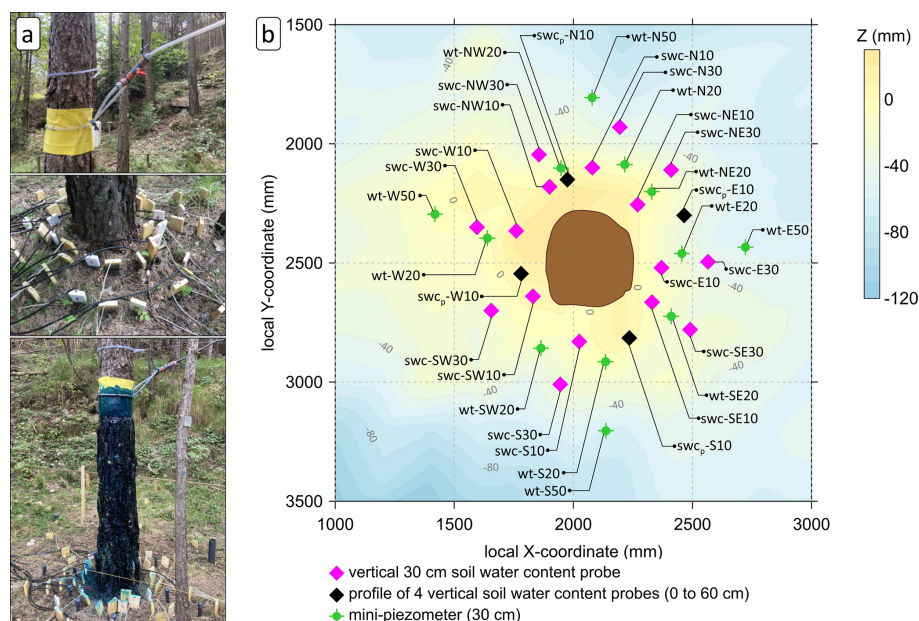 a
b
1500
2000
2500
3000
3500
1000
1500
2000
2500
3000
local Y-coordinate (mm)
local X-coordinate (mm)
Z (mm)
0
-40
-80
-120
swcp-N10
wt-N50
wt-NW20
swc-N10
swc-N30
swc-NW30
wt-N20
swc-NW10
swc-NE10
swc-NE30
swc-W10
swc-W30
wt-NE20
swcp-E10
wt-W50
wt-E20
wt-E50
wt-W20
swc-E30
swc-E10
swcp-W10
swc-SW30
swc-SE30
swc-SW10
wt-SE20
wt-SW20
swc-SE10
swc-S30
swc-S10
swcp-S10
wt-S20
wt-S50
-40
-40
-40
0
0
0
0
-40
-40
-40
-40
-40
-80
-80
vertical 30 cm soil water content probe
profile of 4 vertical soil water content probes (0 to 60 cm)
mini-piezometer (30 cm)